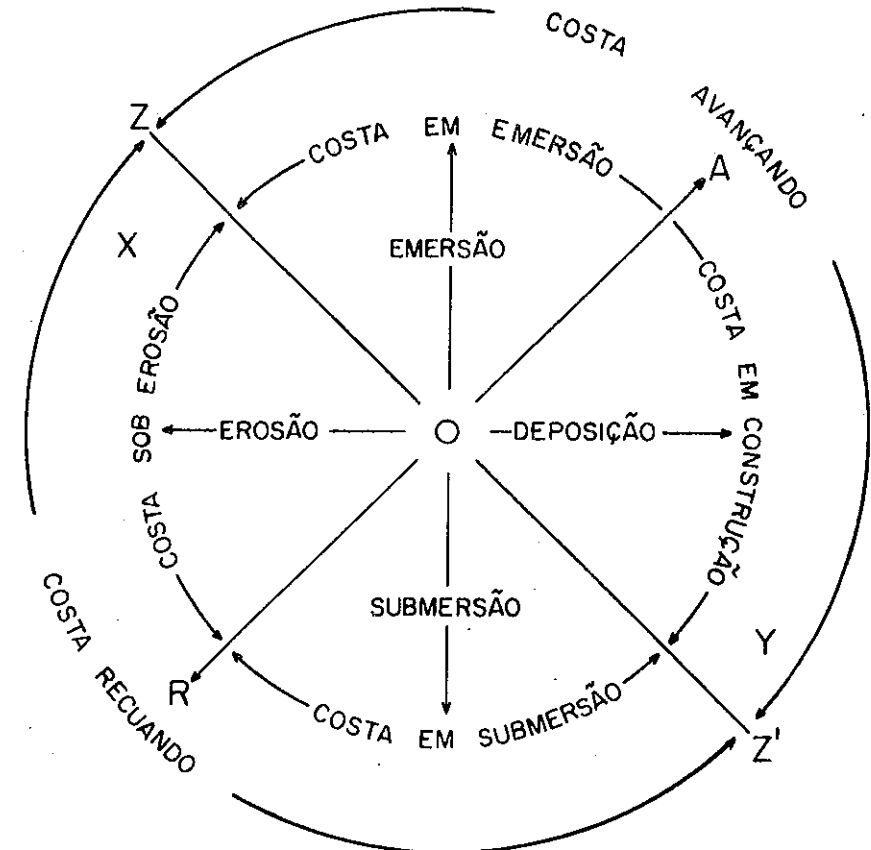 COSTA AVANÇANDO
Z
COSTA EM EMERSÃO
A
X
EMERSÃO
COSTA SOB EROSÃO
EROSÃO
O
DEPOSIÇÃO
COSTA EM CONSTRUÇÃO
SUBMERSÃO
Y
R
COSTA EM SUBMERSÃO
Z'
COSTA RECUANDO